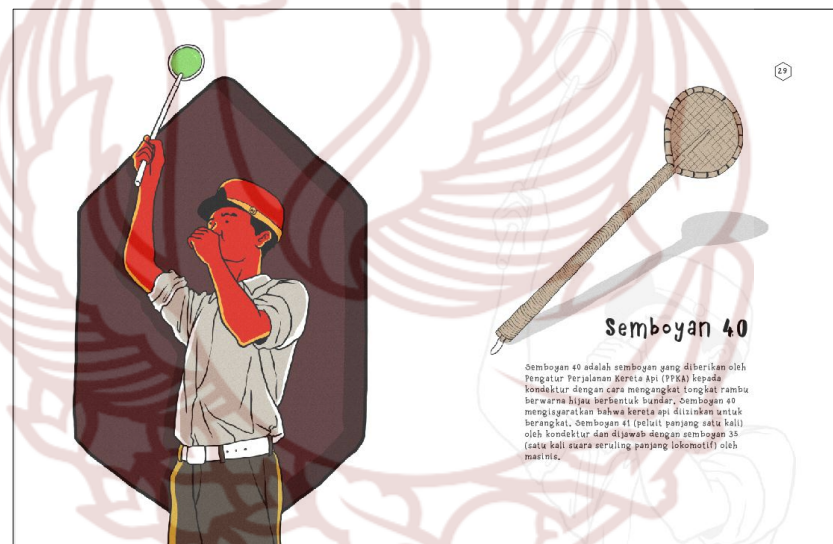 29
Semboyan 40
Semboyan 40 adalah semboyan yang diberikan oleh
Pengatur Perjalanan Kereta Api (PPKA) kepada
kondektur dengan cara mengangkat tongkat rambu
berwarna hijau berbentuk bundar. Semboyan 40
mengisyaratkan bahwa kereta api diizinkan untuk
berangkat. Semboyan 41 (peluit panjang satu kali)
oleh kondektur dan dijawab dengan semboyan 35
(satu kali suara seruling panjang lokomotif) oleh
masinis.